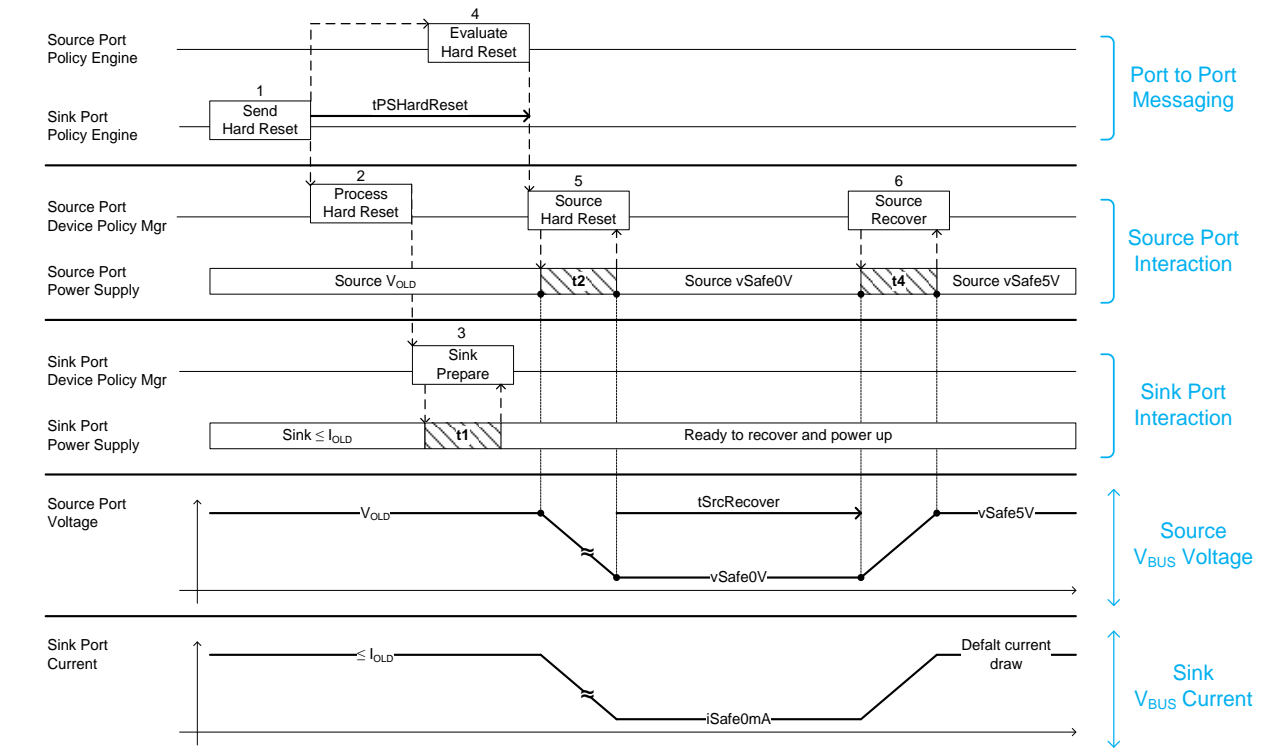 4
Source Port
Policy Engine
Evaluate
Hard Reset
Port to Port
Messaging
1
Sink Port
Policy Engine
Send
Hard Reset
tPSHardReset
2
5
6
Source Port
Device Policy Mgr
Process
Hard Reset
Source
Hard Reset
Source
Recover
Source Port
Interaction
Source Port
Power Supply
Source VOLD
t2
Source vSafe0V
t4
Source vSafe5V
3
Sink Port
Device Policy Mgr
Sink
Prepare
Sink Port
Interaction
Sink Port
Power Supply
Sink ≤ IOLD
t1
Ready to recover and power up
Source Port
Voltage
VOLD
tSrcRecover
vSafe5V
≈
vSafe0V
Source
VBUS Voltage
Sink Port
Current
≤ IOLD
Defalt current
draw
≈
iSafe0mA
Sink
VBUS Current